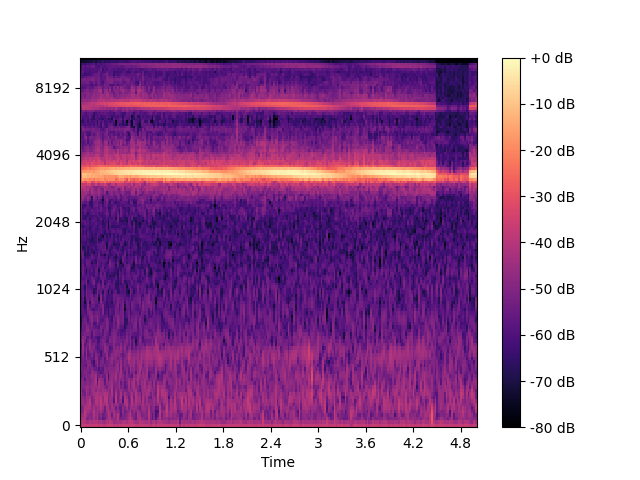 Hz
8192
4096
2048
1024
512
0
0 0.6 1.2 1.8 2.4 3 3.6 4.2 4.8
Time
+0 dB
-10 dB
-20 dB
-30 dB
-40 dB
-50 dB
-60 dB
-70 dB
-80 dB